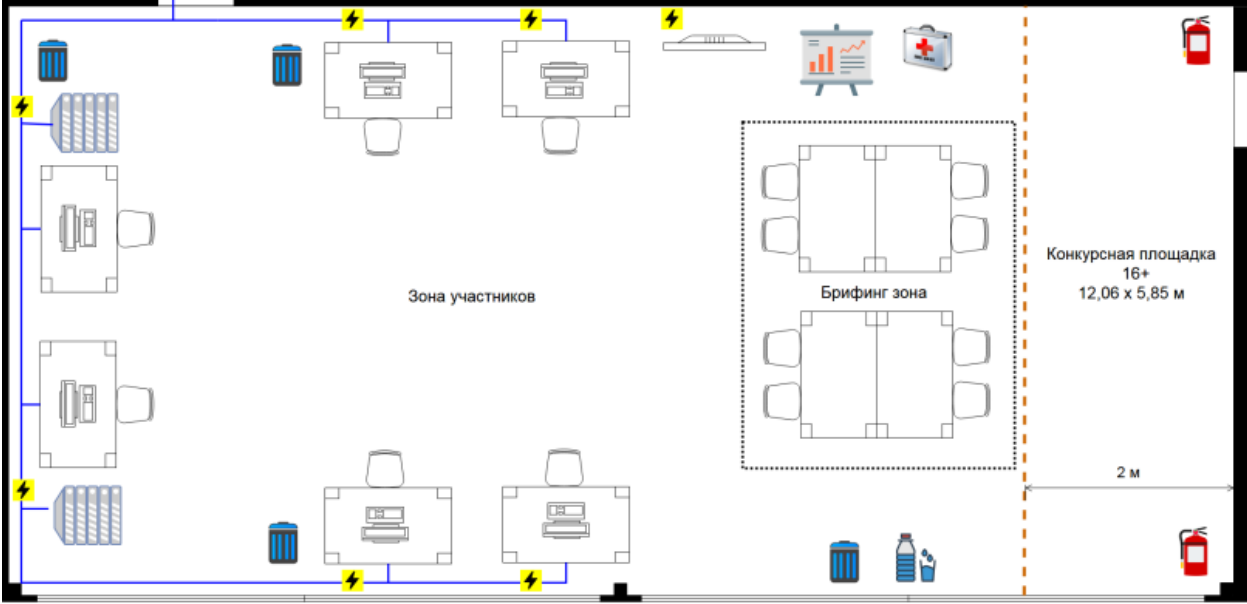 Конкурсная площадка
16+
12,06 x 5,85 м
Зона участников
Брифинг зона
2 м